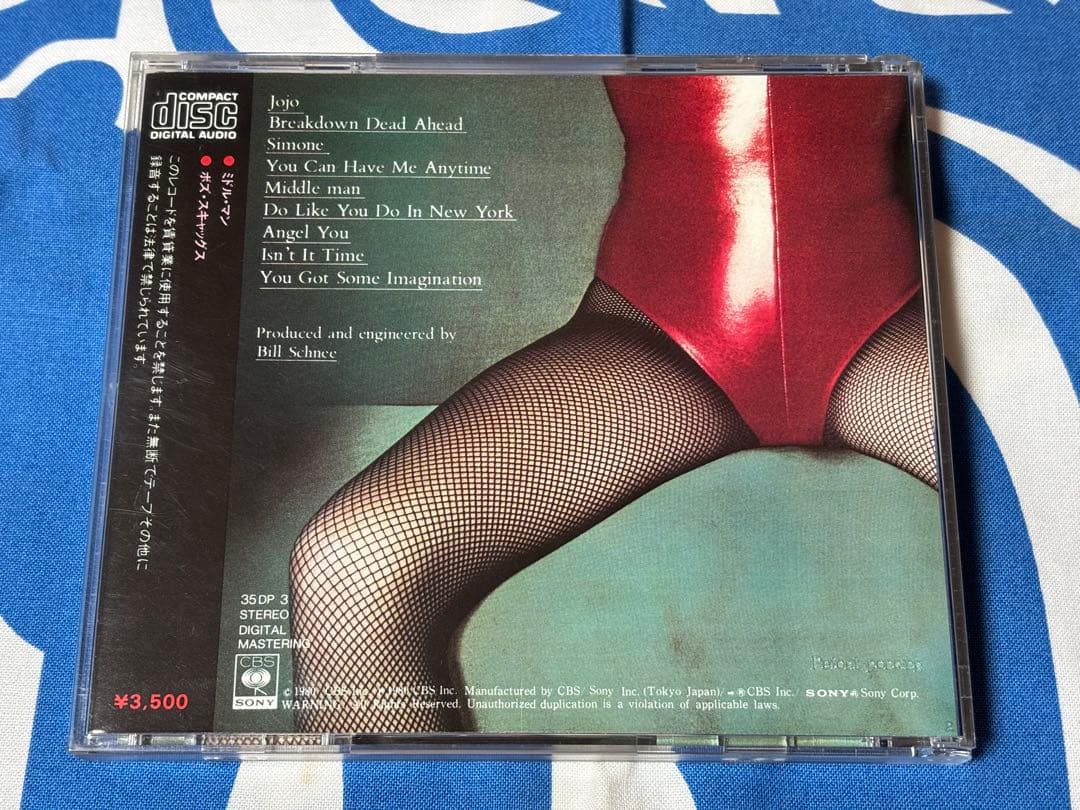 COMPACT
disc
DIGITAL AUDIO
● ミドル・マン
● ボズ・スキャッグス
このレコードを賃貸業に使用することを禁じます。また無断でテープその他に
録音することは法律で禁じられています。
¥3,500
Jojo
Breakdown Dead Ahead
Simone
You Can Have Me Anytime
Middle man
Do Like You Do In New York
Angel You
Isn't It Time
You Got Some Imagination
Produced and engineered by
Bill Schnee
35DP 3
STEREO
DIGITAL
MASTERING
CBS
SONY
© 1980 CBS Inc. ℗ 1980 CBS Inc. Manufactured by CBS/Sony Inc. (Tokyo Japan)/ ®CBS Inc./ SONY Sony Corp.
WARNING: All Rights Reserved. Unauthorized duplication is a violation of applicable laws.